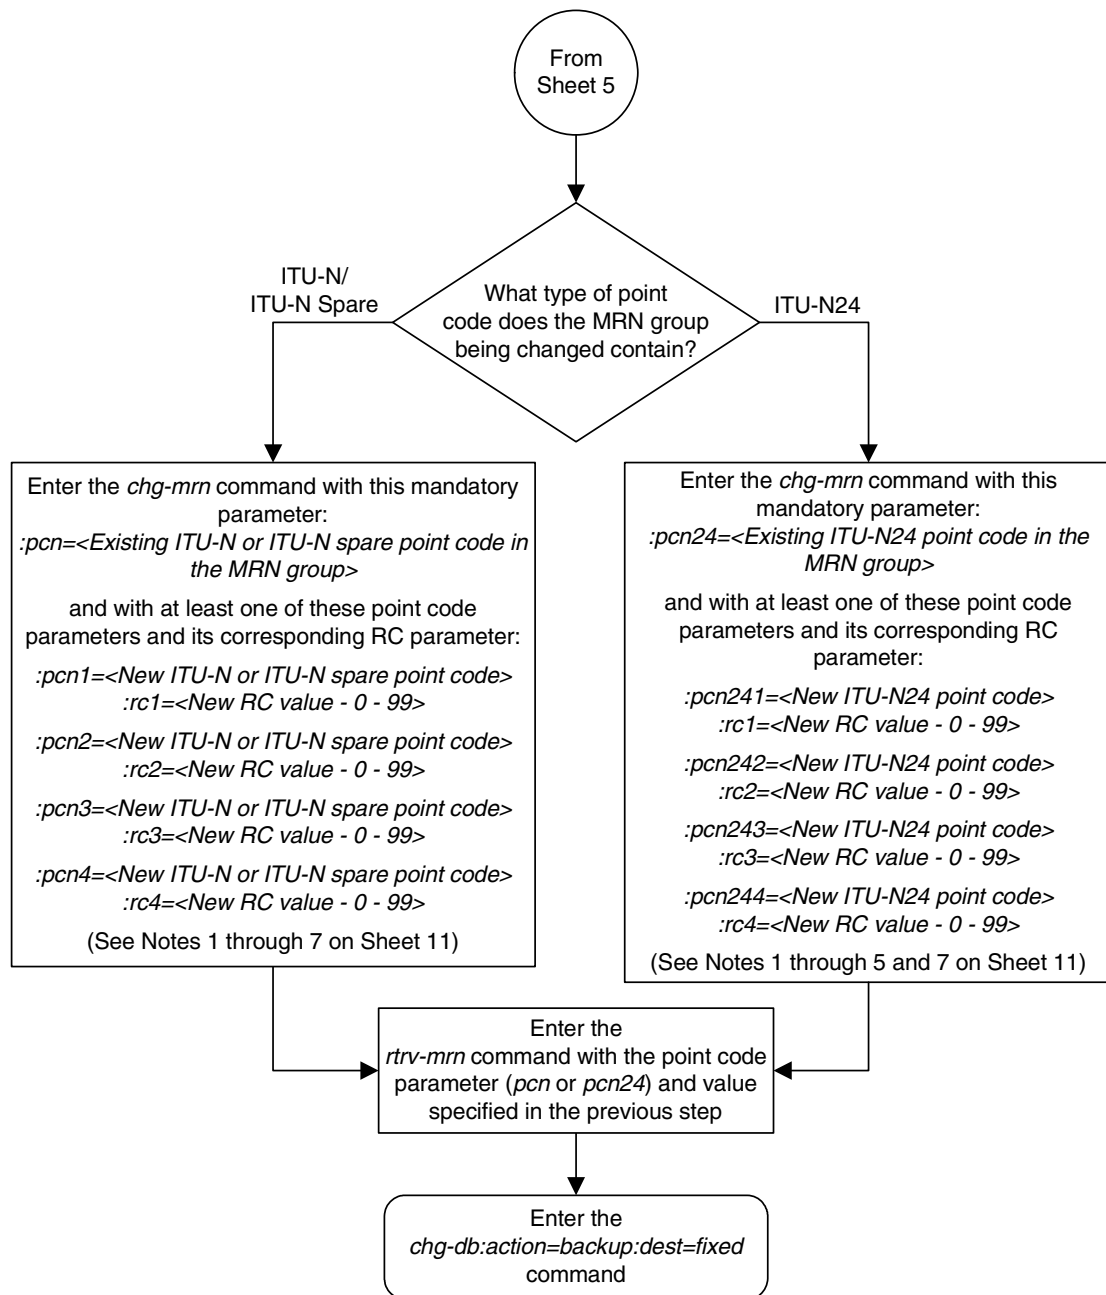 From
Sheet 5
What type of point
code does the MRN group
being changed contain?
ITU-N/
ITU-N Spare
ITU-N24
Enter the chg-mrn command with this mandatory
parameter:
:pcn=<Existing ITU-N or ITU-N spare point code in
the MRN group>
and with at least one of these point code
parameters and its corresponding RC parameter:
:pcn1=<New ITU-N or ITU-N spare point code>
:rc1=<New RC value - 0 - 99>
:pcn2=<New ITU-N or ITU-N spare point code>
:rc2=<New RC value - 0 - 99>
:pcn3=<New ITU-N or ITU-N spare point code>
:rc3=<New RC value - 0 - 99>
:pcn4=<New ITU-N or ITU-N spare point code>
:rc4=<New RC value - 0 - 99>
(See Notes 1 through 7 on Sheet 11)
Enter the chg-mrn command with this
mandatory parameter:
:pcn24=<Existing ITU-N24 point code in the
MRN group>
and with at least one of these point code
parameters and its corresponding RC
parameter:
:pcn241=<New ITU-N24 point code>
:rc1=<New RC value - 0 - 99>
:pcn242=<New ITU-N24 point code>
:rc2=<New RC value - 0 - 99>
:pcn243=<New ITU-N24 point code>
:rc3=<New RC value - 0 - 99>
:pcn244=<New ITU-N24 point code>
:rc4=<New RC value - 0 - 99>
(See Notes 1 through 5 and 7 on Sheet 11)
Enter the
rtrv-mrn command with the point code
parameter (pcn or pcn24) and value
specified in the previous step
Enter the
chg-db:action=backup:dest=fixed
command